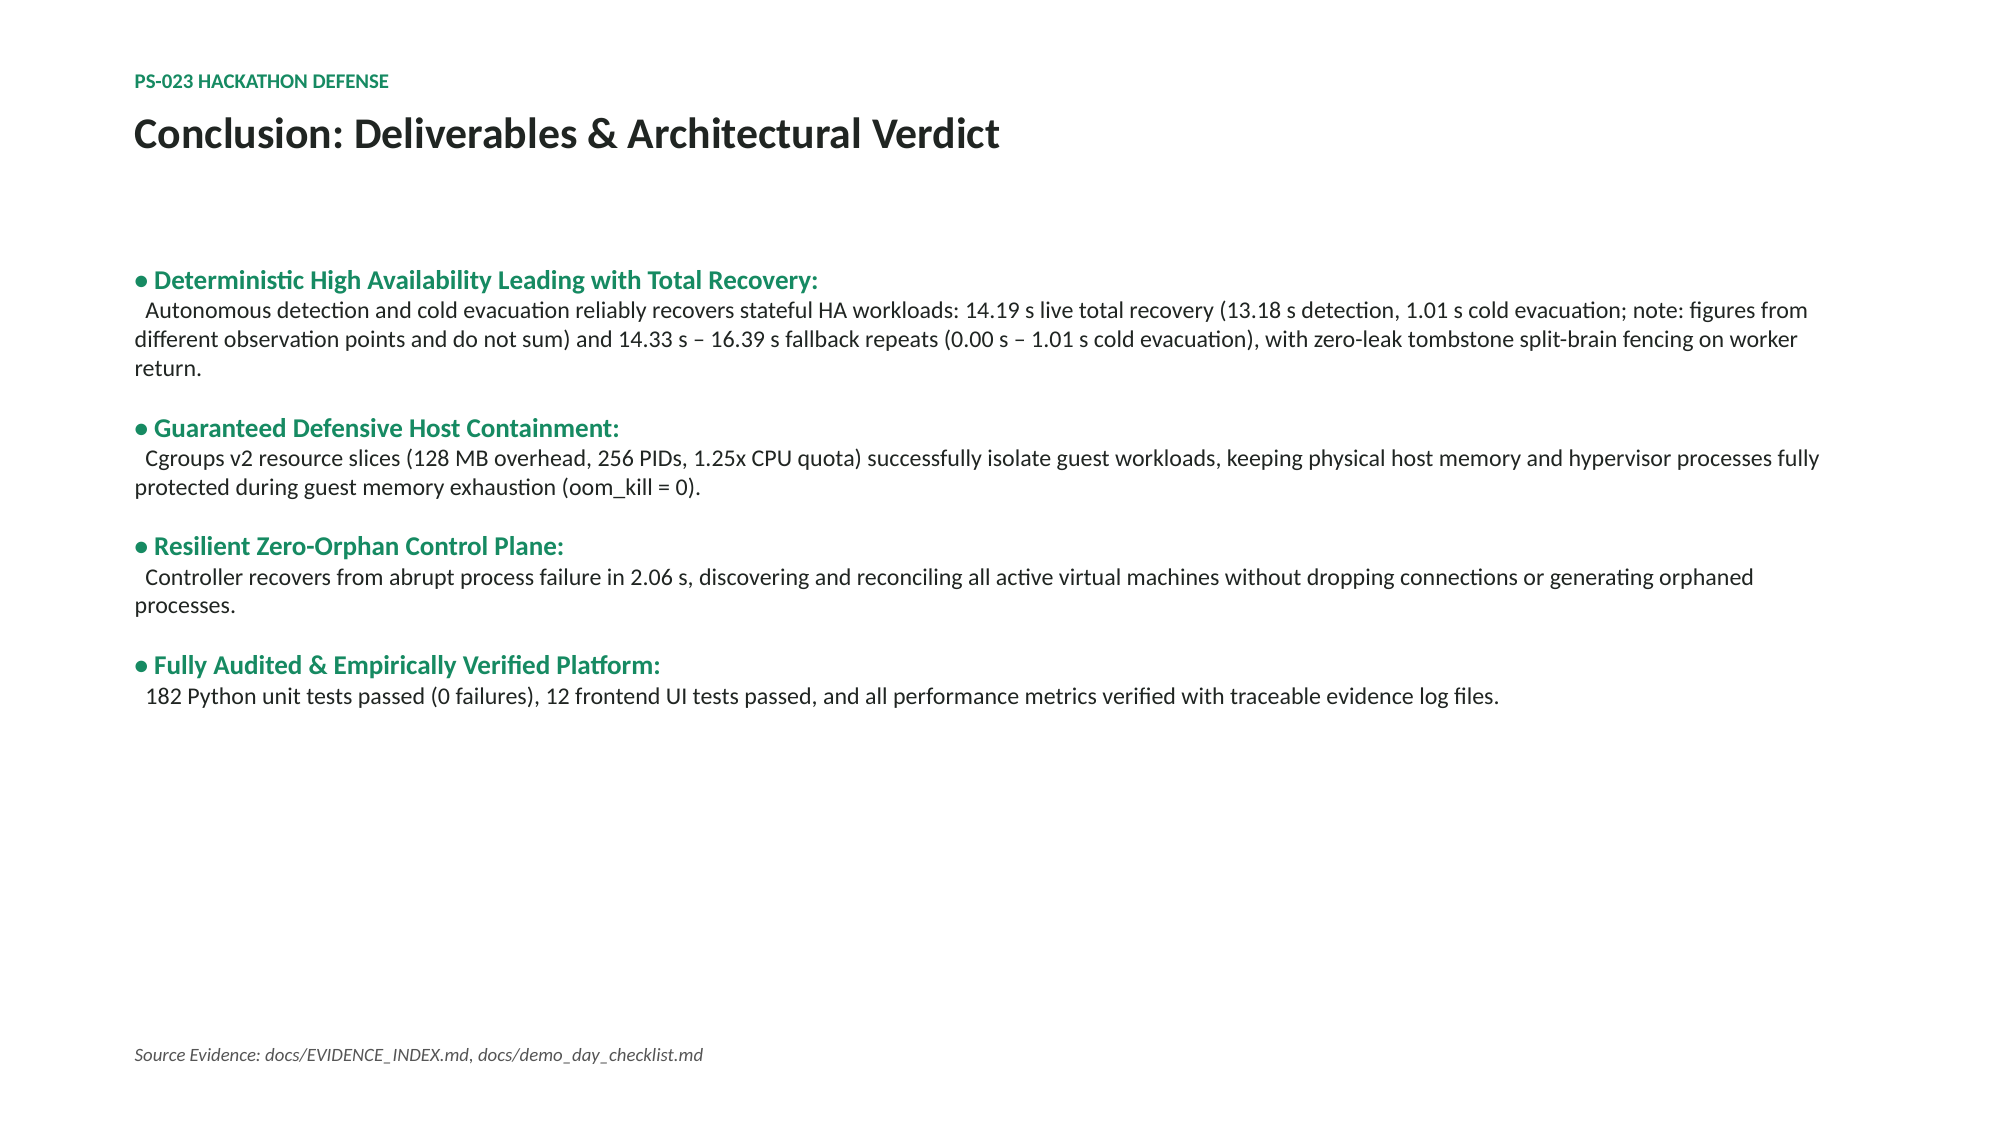 PS-023 HACKATHON DEFENSE
Conclusion: Deliverables & Architectural Verdict
● Deterministic High Availability Leading with Total Recovery:
Autonomous detection and cold evacuation reliably recovers stateful HA workloads: 14.19 s live total recovery (13.18 s detection, 1.01 s cold evacuation; note: figures from
different observation points and do not sum) and 14.33 s – 16.39 s fallback repeats (0.00 s – 1.01 s cold evacuation), with zero-leak tombstone split-brain fencing on worker
return.
● Guaranteed Defensive Host Containment:
Cgroups v2 resource slices (128 MB overhead, 256 PIDs, 1.25x CPU quota) successfully isolate guest workloads, keeping physical host memory and hypervisor processes fully
protected during guest memory exhaustion (oom_kill = 0).
● Resilient Zero-Orphan Control Plane:
Controller recovers from abrupt process failure in 2.06 s, discovering and reconciling all active virtual machines without dropping connections or generating orphaned
processes.
● Fully Audited & Empirically Verified Platform:
182 Python unit tests passed (0 failures), 12 frontend UI tests passed, and all performance metrics verified with traceable evidence log files.
Source Evidence: docs/EVIDENCE_INDEX.md, docs/demo_day_checklist.md